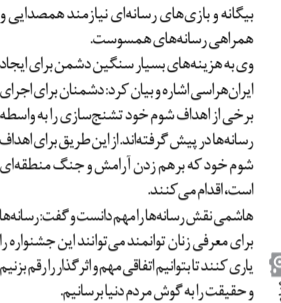 بیگانه و بازی‌های رسانه‌ای نیازمند همصدایی و
همراهی رسانه‌های همسوست.
وی به هزینه‌های بسیار سنگین دشمن برای ایجاد
ایران‌هراسی اشاره و بیان کرد: دشمنان برای اجرای
برخی از اهداف شوم خود تشنج‌سازی را به واسطه
رسانه‌ها در پیش گرفته‌اند. از این طریق برای اهداف
شوم خود که بر هم زدن آرامش و جنگ منطقه‌ای
است، اقدام می‌کنند.
هاشمی نقش رسانه‌ها را مهم دانست و گفت: رسانه‌ها
برای معرفی زنان توانمند می‌توانند این جشنواره را
یاری کنند تا بتوانیم اتفاقی مهم و اثرگذار را رقم بزنیم
و حقیقت را به گوش مردم دنیا برسانیم.